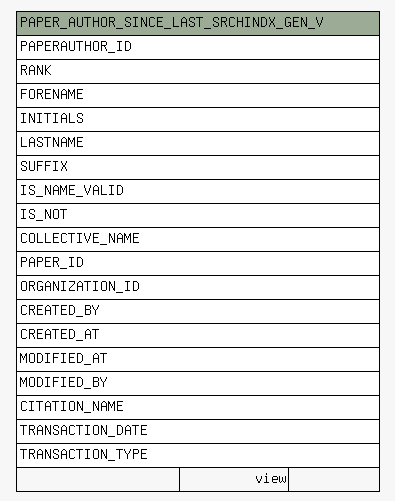 PAPER_AUTHOR_SINCE_LAST_SRCHINDX_GEN_V
PAPERAUTHOR_ID
RANK
FORENAME
INITIALS
LASTNAME
SUFFIX
IS_NAME_VALID
IS_NOT
COLLECTIVE_NAME
PAPER_ID
ORGANIZATION_ID
CREATED_BY
CREATED_AT
MODIFIED_AT
MODIFIED_BY
CITATION_NAME
TRANSACTION_DATE
TRANSACTION_TYPE
view